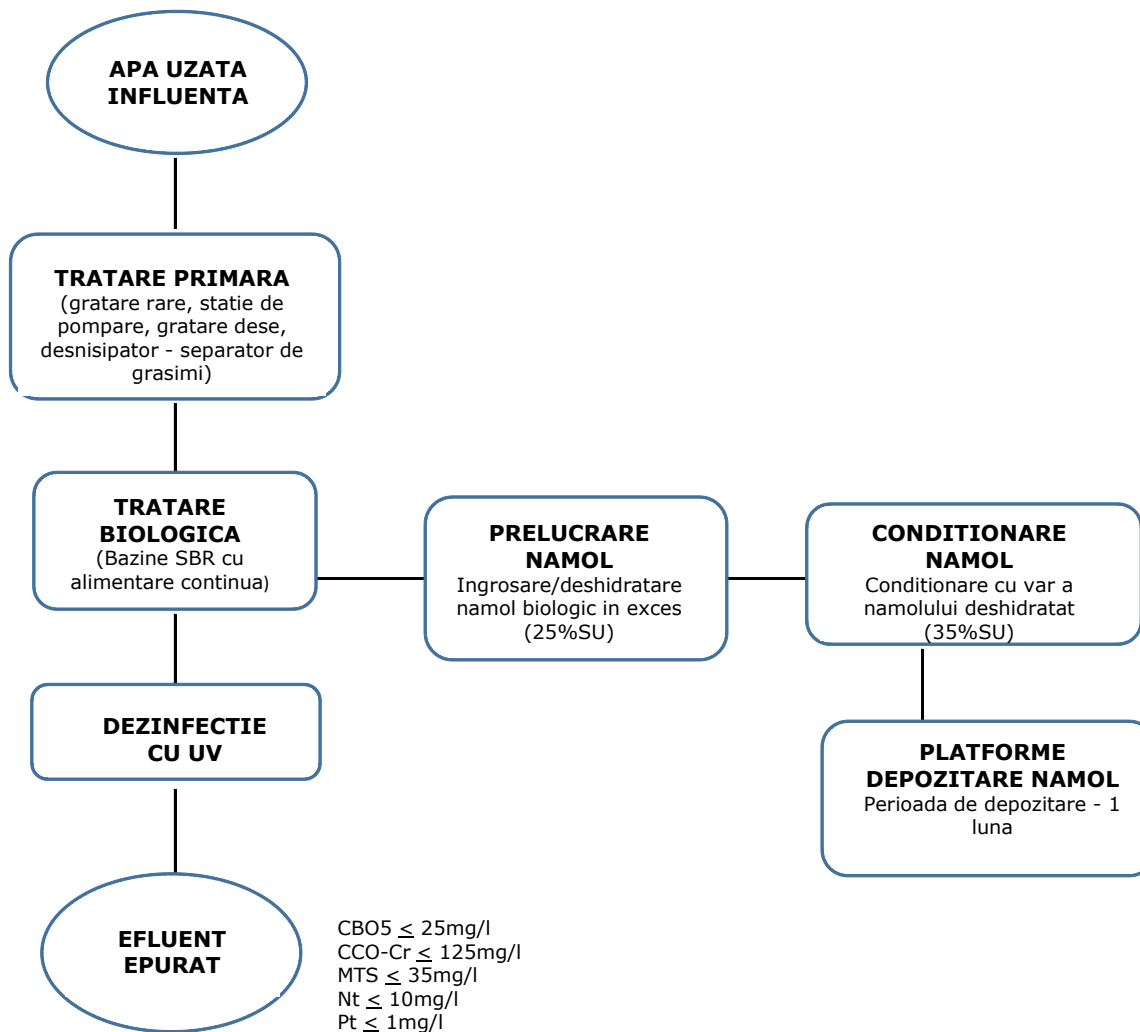 APA UZATA
INFLUENTA
TRATARE PRIMARA
(gratare rare, statie de
pompare, gratare dese,
desnisipator - separator de
grasimi)
TRATARE
BIOLOGICA
(Bazine SBR cu
alimentare continua)
PRELUCRARE
NAMOL
Ingrosare/deshidratare
namol biologic in exces
(25%SU)
CONDITIONARE
NAMOL
Conditionare cu var a
namolului deshidratat
(35%SU)
DEZINFECTIE
CU UV
PLATFORME
DEPOZITARE NAMOL
Perioada de depozitare - 1
luna
EFLUENT
EPURAT
CBO5 ≤ 25mg/l
CCO-Cr ≤ 125mg/l
MTS ≤ 35mg/l
Nt ≤ 10mg/l
Pt ≤ 1mg/l